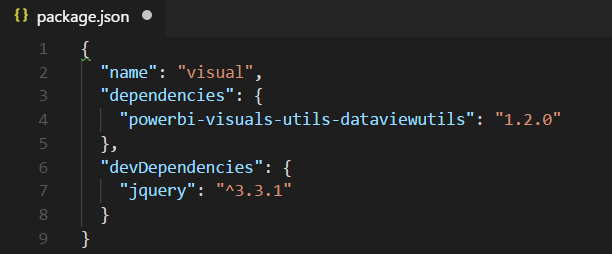 {} package.json
1 {
2 "name": "visual",
3 "dependencies": {
4 "powerbi-visuals-utils-dataviewutils": "1.2.0"
5 },
6 "devDependencies": {
7 "jquery": "^3.3.1"
8 }
9 }